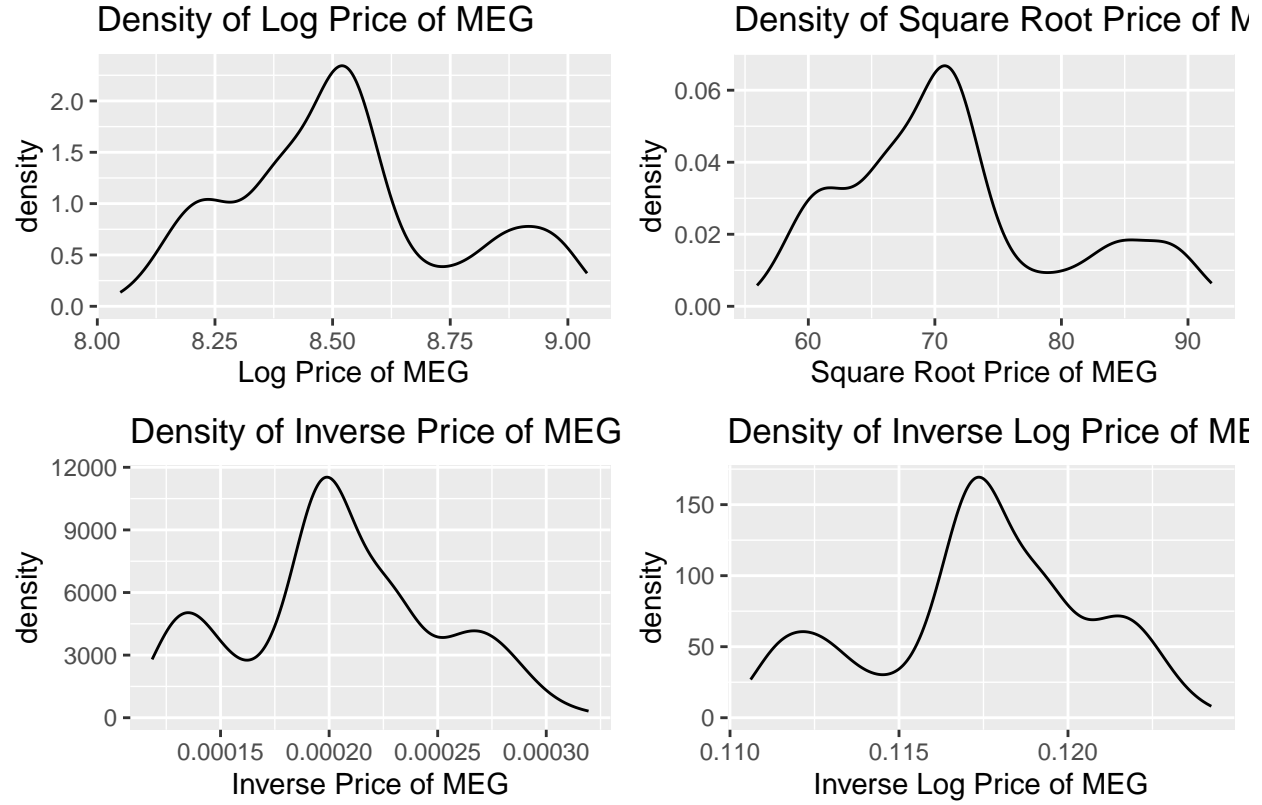 Density of Log Price of MEG
density
2.0
1.5
1.0
0.5
0.0
8.00 8.25 8.50 8.75 9.00
Log Price of MEG
Density of Square Root Price of M
density
0.06
0.04
0.02
0.00
60 70 80 90
Square Root Price of MEG
Density of Inverse Price of MEG
density
12000
9000
6000
3000
0
0.00015 0.00020 0.00025 0.00030
Inverse Price of MEG
Density of Inverse Log Price of ME
density
150
100
50
0
0.110 0.115 0.120
Inverse Log Price of MEG